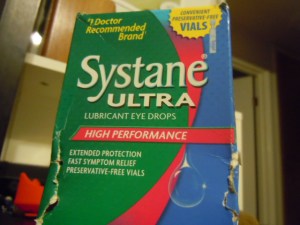 #1 Doctor
Recommended
Brand
CONVENIENT
PRESERVATIVE-FREE
VIALS
Systane®
ULTRA
LUBRICANT EYE DROPS
HIGH PERFORMANCE
EXTENDED PROTECTION
FAST SYMPTOM RELIEF
PRESERVATIVE-FREE VIALS